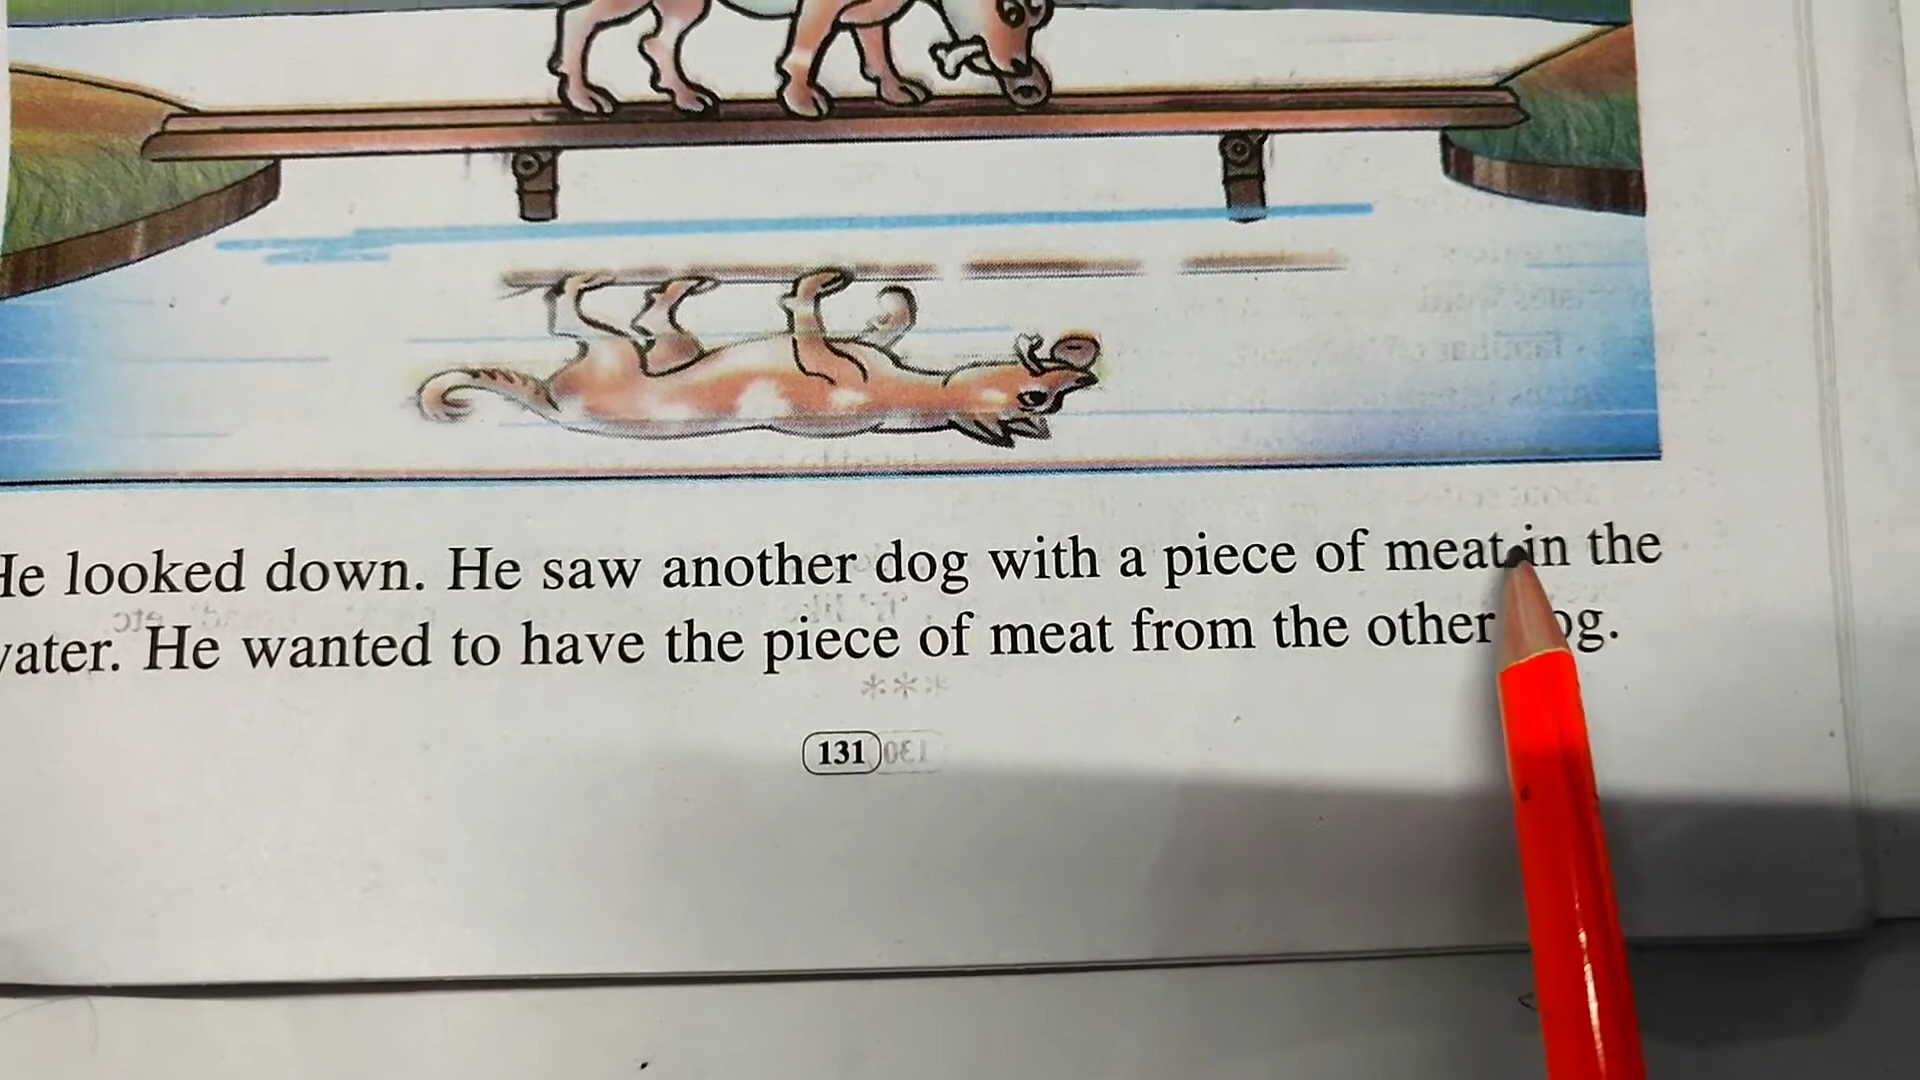 He looked down. He saw another dog with a piece of meat in the
water. He wanted to have the piece of meat from the other dog.
***
131